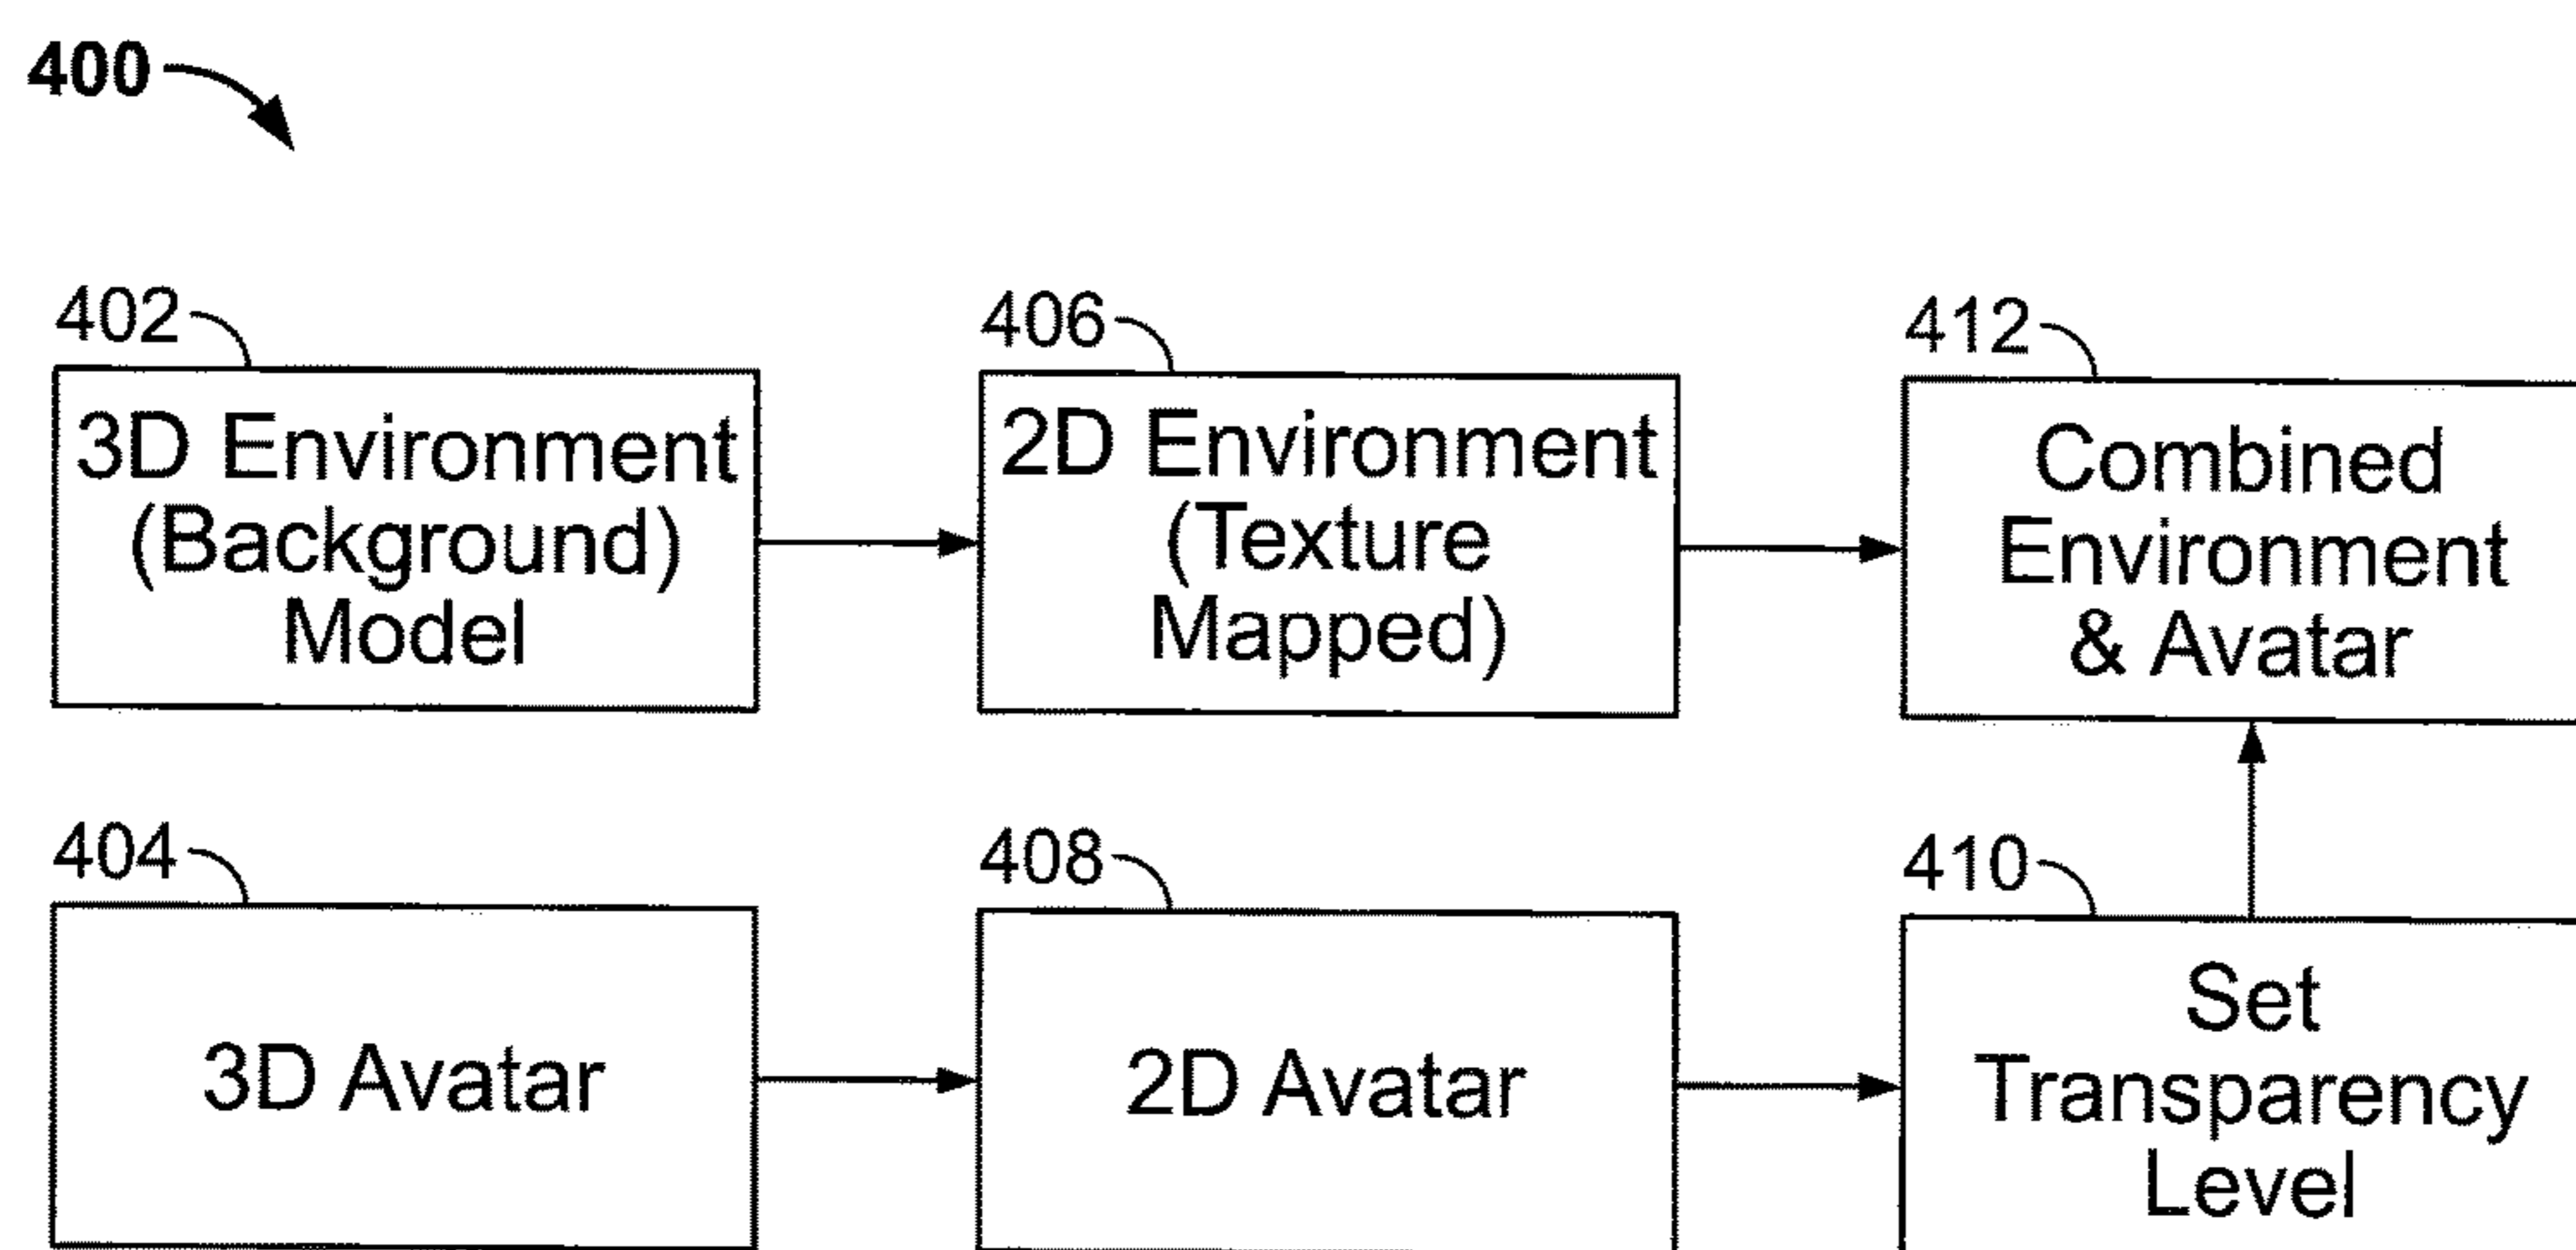 400
402
3D Environment
(Background)
Model
406
2D Environment
(Texture
Mapped)
412
Combined
Environment
& Avatar
404
3D Avatar
408
2D Avatar
410
Set
Transparency
Level